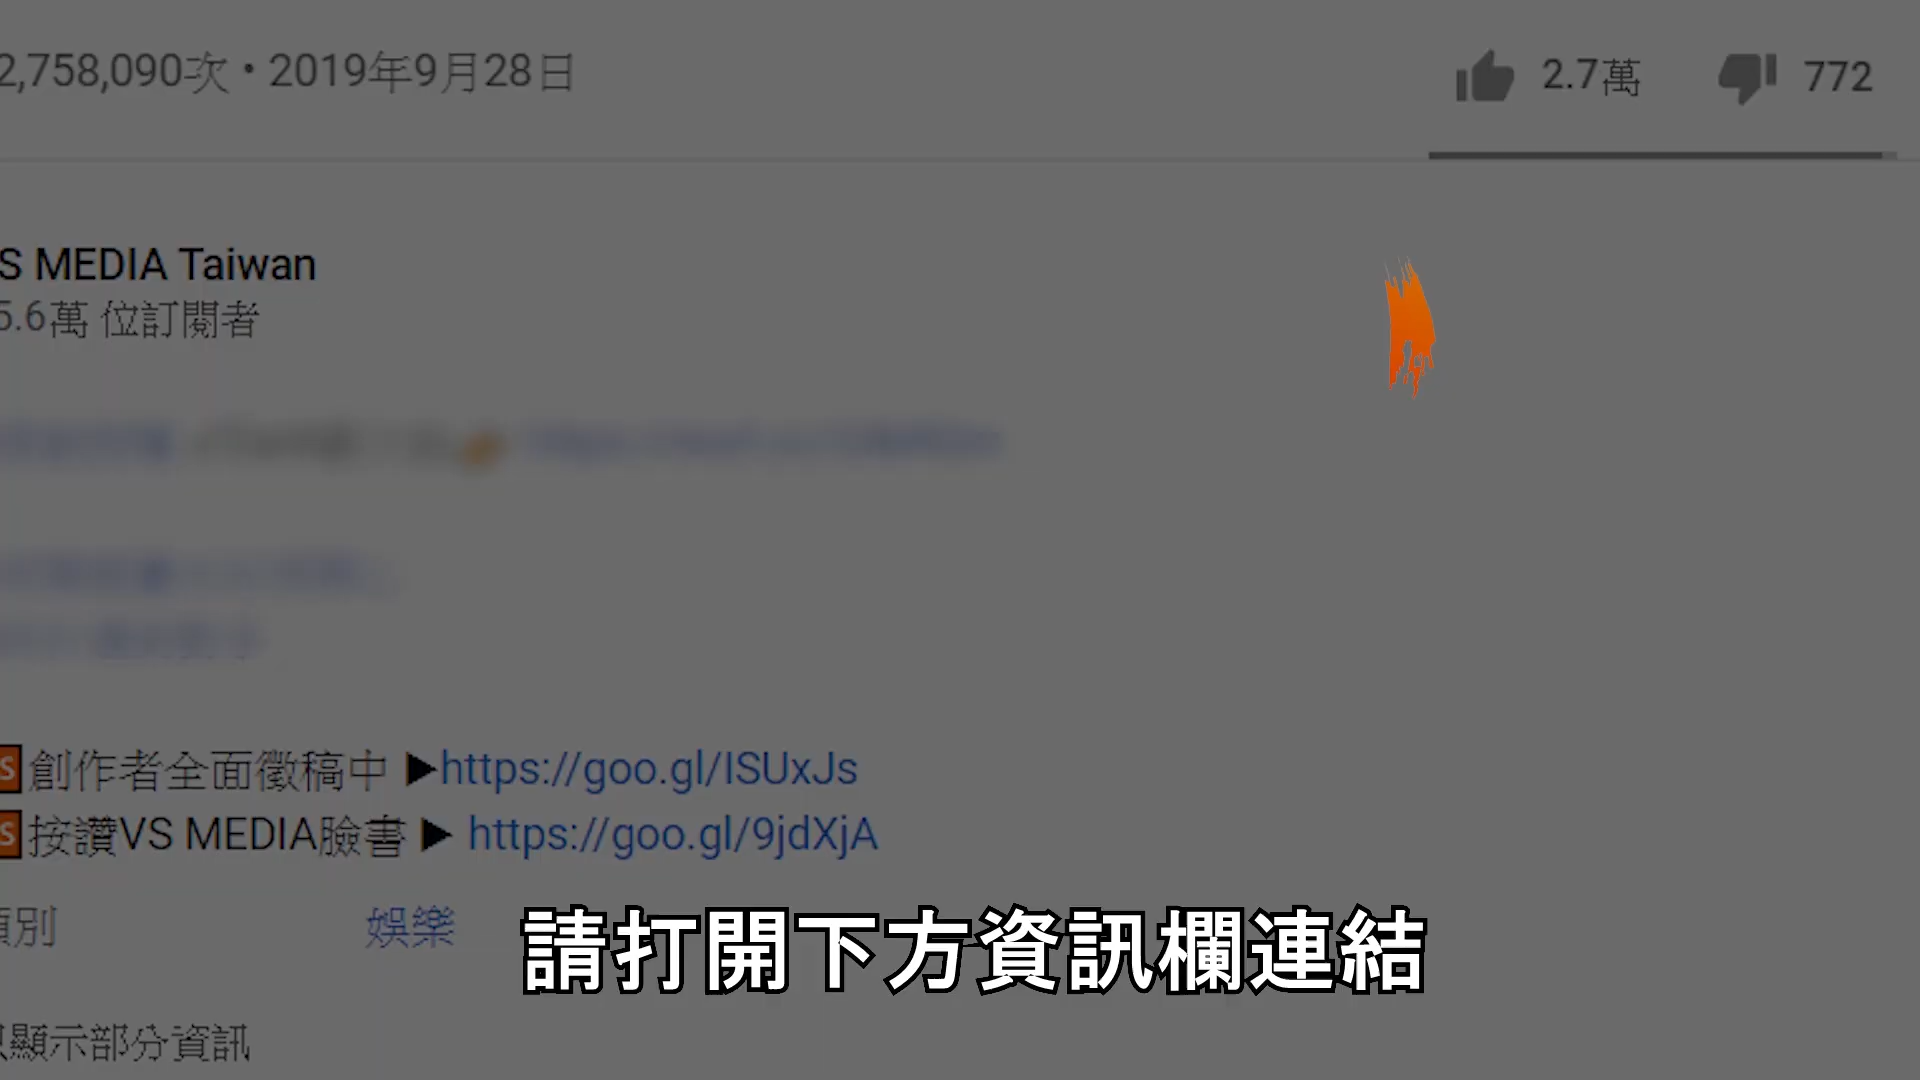 2,758,090次 • 2019年9月28日
2.7萬
772
S MEDIA Taiwan
5.6萬 位訂閱者
S創作者全面徵稿中 ▶https://goo.gl/ISUxJs
S按讚VS MEDIA臉書 ▶ https://goo.gl/9jdXjA
類別 娛樂
請打開下方資訊欄連結
只顯示部分資訊